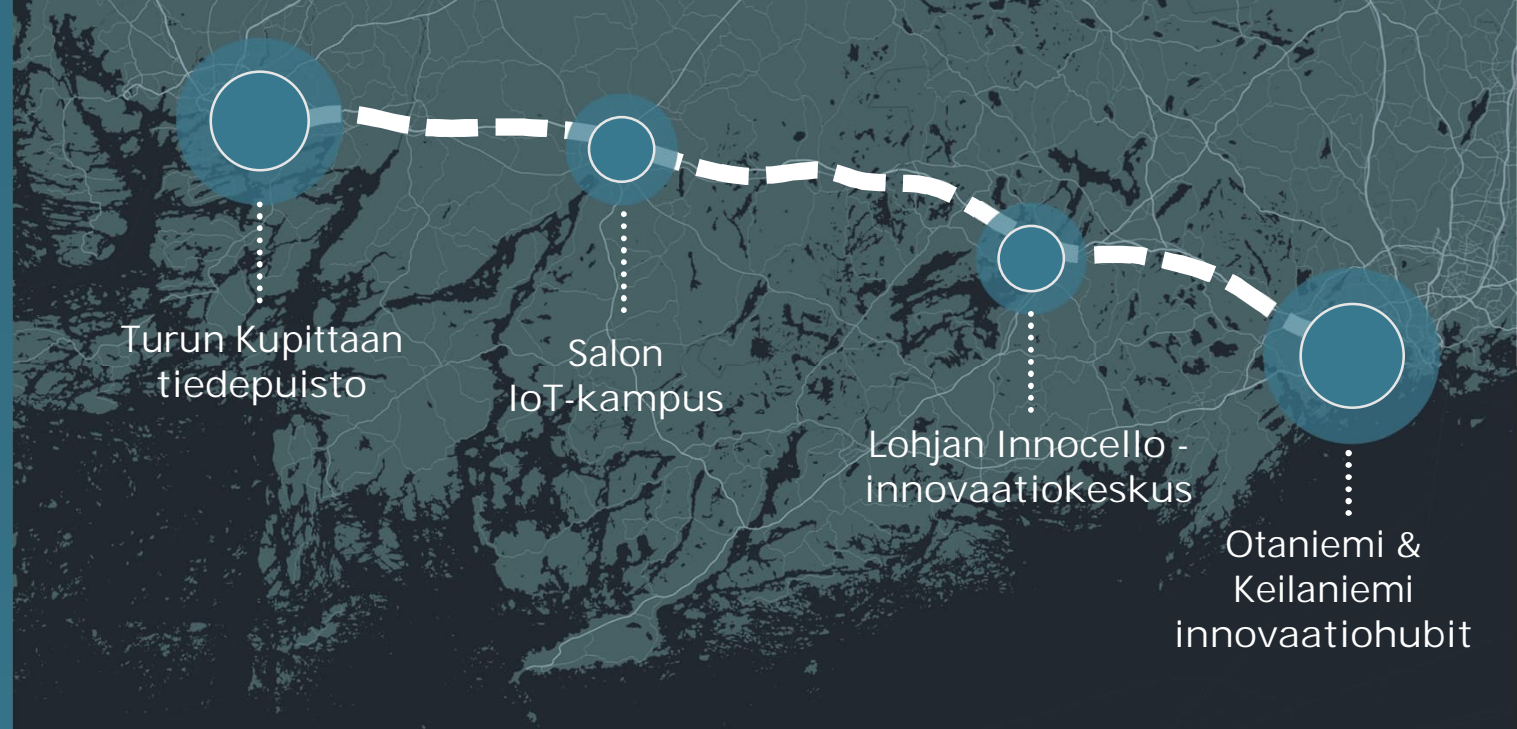 Turun Kupittaan
tiedepuisto
Salon
IoT-kampus
Lohjan Innocello -
innovaatiokeskus
Otaniemi &
Keilaniemi
innovaatiohubit